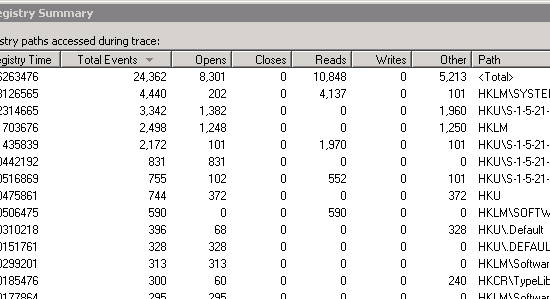 egistry Summary
stry paths accessed during trace:
egistry Time Total Events Opens Closes Reads Writes Other Path
6263476 24,362 8,301 0 10,848 0 5,213 <Total>
3126565 4,440 202 0 4,137 0 101 HKLM\SYSTE
2314665 3,342 1,382 0 0 0 1,960 HKU\S-1-5-21-
1703676 2,498 1,248 0 0 0 1,250 HKLM
1435839 2,172 101 0 1,970 0 101 HKU\S-1-5-21-
0442192 831 831 0 0 0 0 HKU\S-1-5-21-
0516869 755 102 0 552 0 101 HKU\S-1-5-21-
0475861 744 372 0 0 0 372 HKU
0506475 590 0 0 590 0 0 HKLM\SOFTW
0310218 396 68 0 0 0 328 HKU\.Default
0151761 328 328 0 0 0 0 HKU\.DEFAUL
0299201 313 313 0 0 0 0 HKLM\Softwar
0185476 300 60 0 0 0 240 HKCR\TypeLib
0177864 295 295 0 0 0 0 HKLM\Softwar